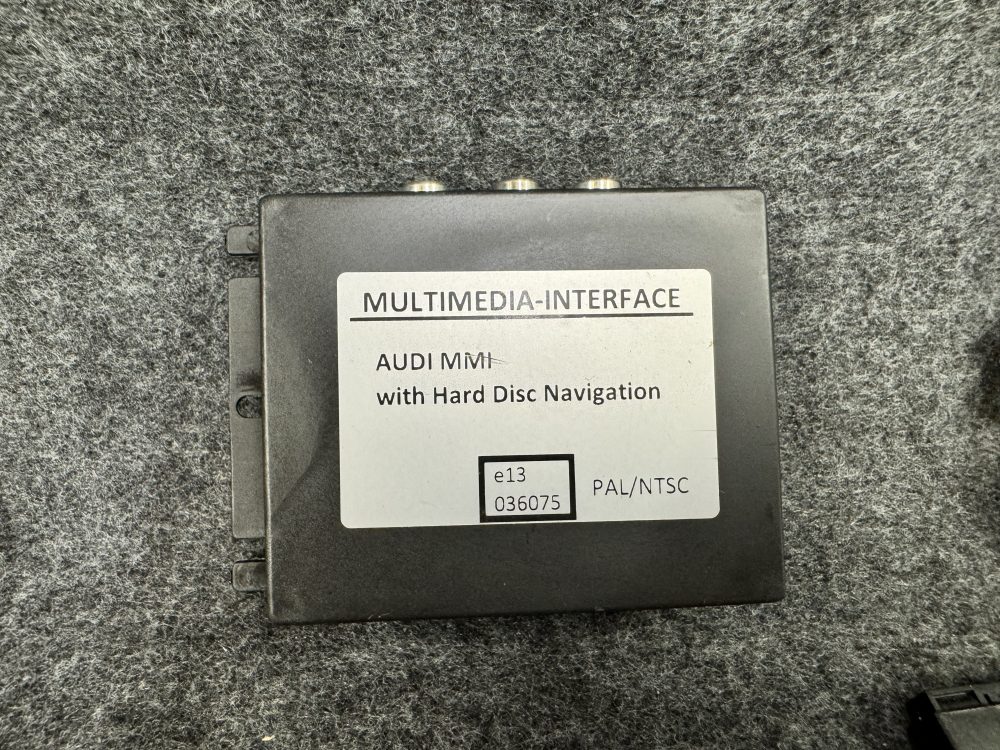 MULTIMEDIA-INTERFACE
AUDI MMI
with Hard Disc Navigation
e13
036075
PAL/NTSC